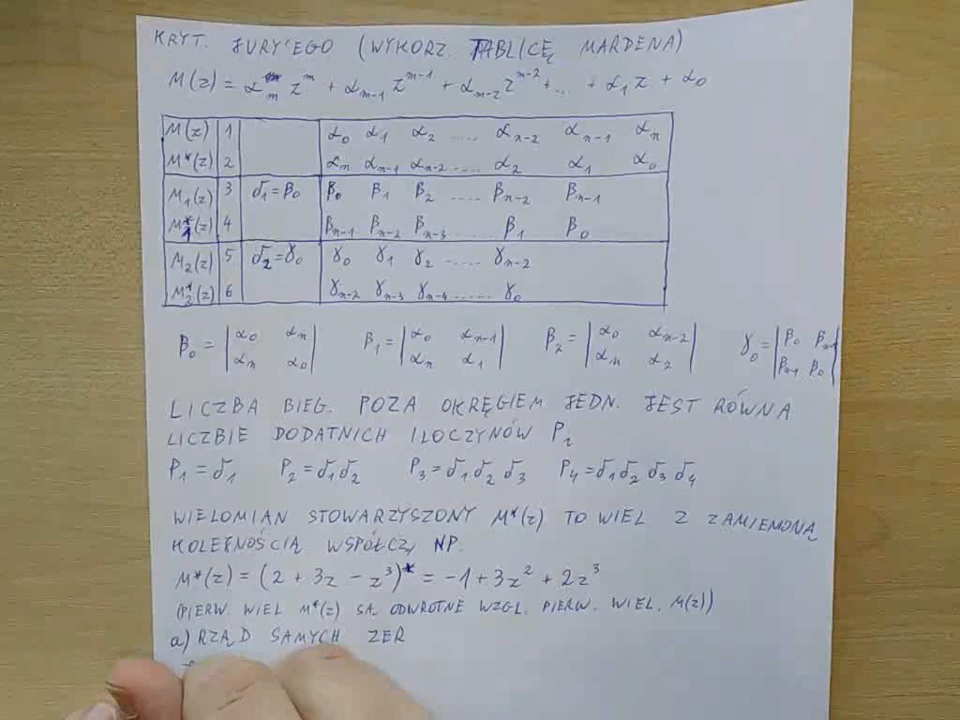 KRYT. JURY'EGO (WYKORZ. TABLICĘ MARDENA)
M(z) = α_m z^m + α_{m-1} z^{m-1} + α_{m-2} z^{m-2} + ... + α_1 z + α_0
M(z) 1 α_0 α_1 α_2 ..... α_{n-2} α_{n-1} α_n
M*(z) 2 α_n α_{n-1} α_{n-2} ..... α_2 α_1 α_0
M_1(z) 3 δ_1=β_0 β_0 β_1 β_2 ..... β_{n-2} β_{n-1}
M_1*(z) 4 β_{n-1} β_{n-2} β_{n-3} ..... β_1 β_0
M_2(z) 5 δ_2=γ_0 γ_0 γ_1 γ_2 ..... γ_{n-2}
M_2*(z) 6 γ_{n-2} γ_{n-3} γ_{n-4} ..... γ_0
β_0 = |α_0 α_n; α_n α_0| β_1 = |α_0 α_{n-1}; α_n α_1| β_2 = |α_0 α_{n-2}; α_n α_2| γ_0 = |β_0 β_{n-1}; β_{n-1} β_0|
LICZBA BIEG. POZA OKRĘGIEM JEDN. JEST RÓWNA
LICZBIE DODATNICH ILOCZYNÓW P_i
P_1 = δ_1 P_2 = δ_1 δ_2 P_3 = δ_1 δ_2 δ_3 P_4 = δ_1 δ_2 δ_3 δ_4
WIELOMIAN STOWARZYSZONY M*(z) TO WIEL. Z ZAMIENIONĄ
KOLEJNOŚCIĄ WSPÓŁCZ, NP.
M*(z) = (2 + 3z - z^3)* = -1 + 3z^2 + 2z^3
(PIERW. WIEL M*(z) SĄ ODWROTNE WZGL. PIERW. WIEL. M(z))
a) RZĄD SAMYCH ZER